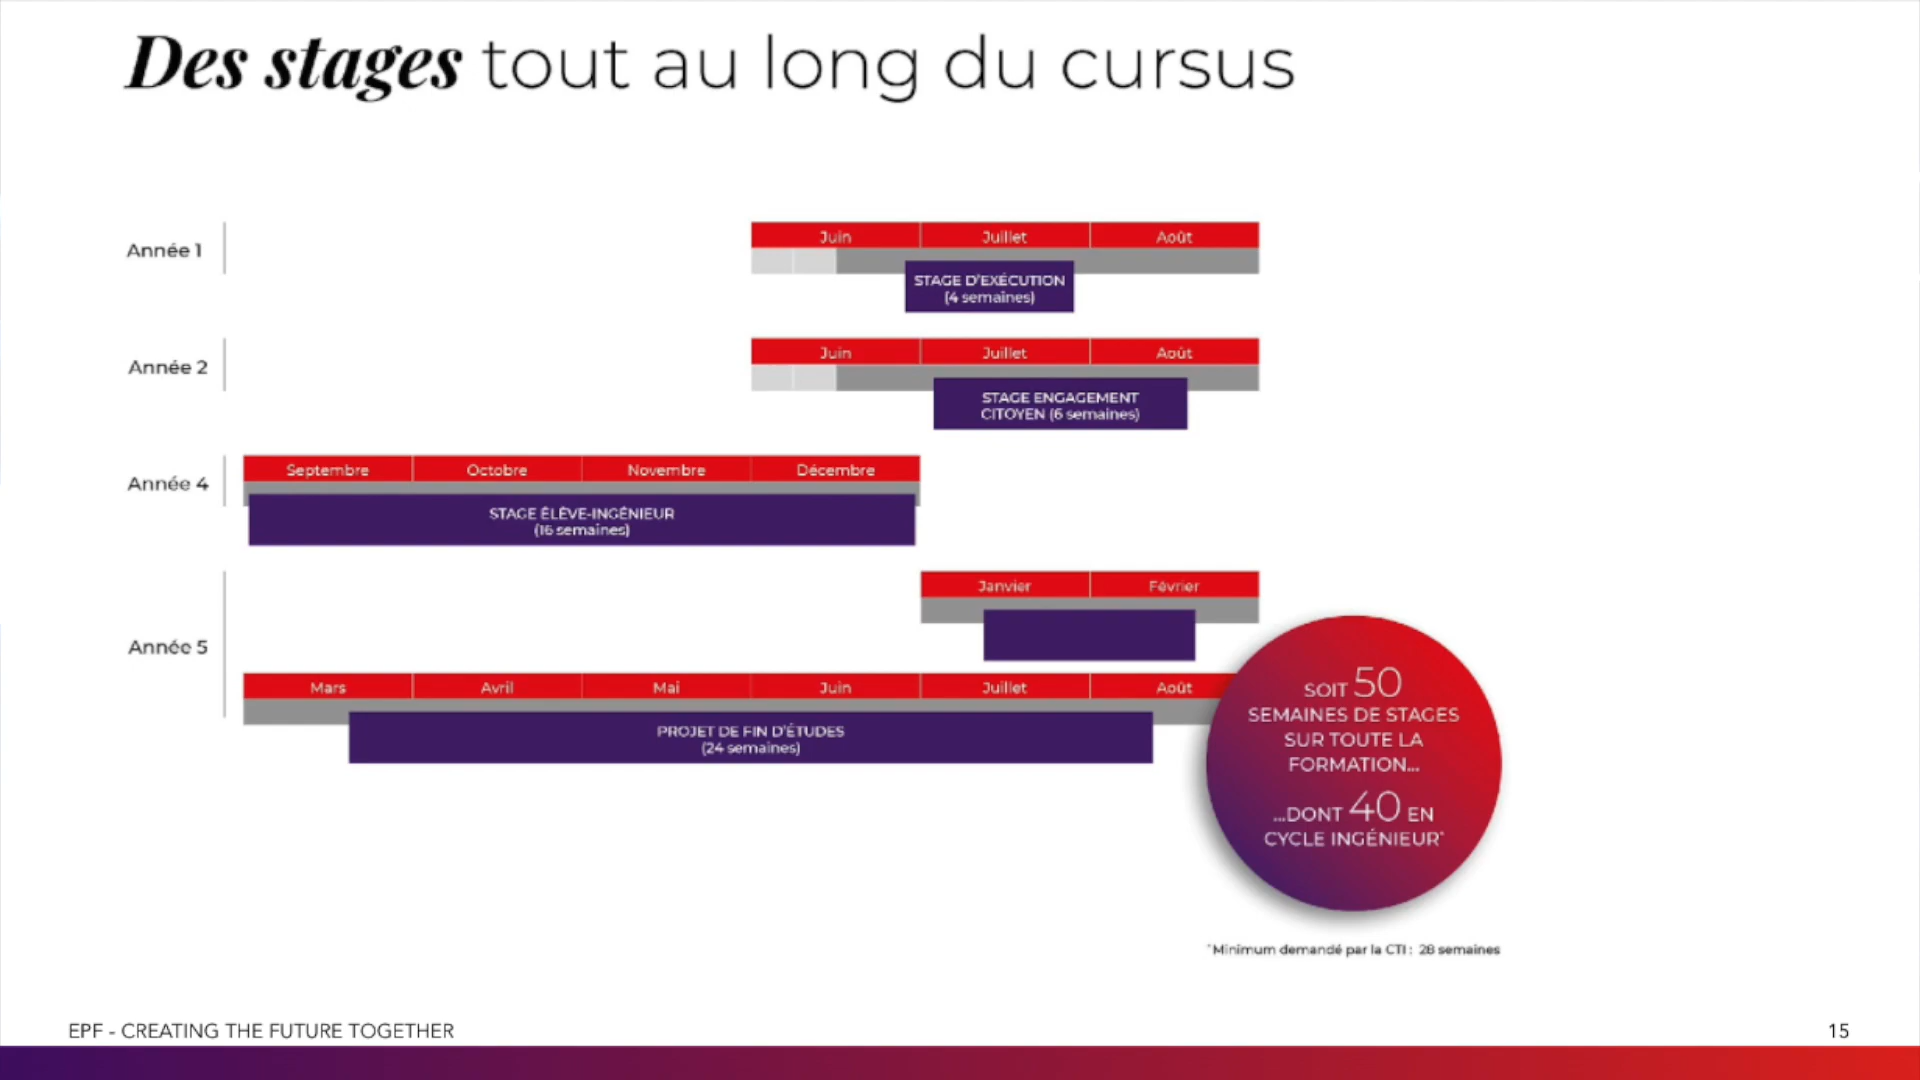 Des stages tout au long du cursus
Année 1
Juin Juillet Août
STAGE D'EXÉCUTION
(4 semaines)
Année 2
Juin Juillet Août
STAGE ENGAGEMENT
CITOYEN (6 semaines)
Année 4
Septembre Octobre Novembre Décembre
STAGE ÉLÈVE-INGÉNIEUR
(16 semaines)
Année 5
Janvier Février
Mars Avril Mai Juin Juillet Août
PROJET DE FIN D'ÉTUDES
(24 semaines)
SOIT 50
SEMAINES DE STAGES
SUR TOUTE LA
FORMATION...
...DONT 40 EN
CYCLE INGÉNIEUR*
*Minimum demandé par la CTI : 28 semaines
EPF - CREATING THE FUTURE TOGETHER
15